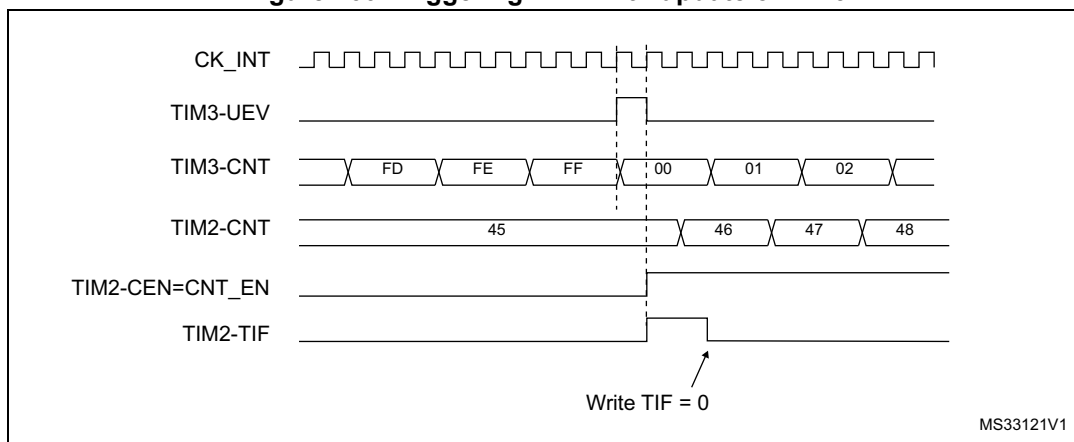 CK_INT
TIM3-UEV
TIM3-CNT FD FE FF 00 01 02
TIM2-CNT 45 46 47 48
TIM2-CEN=CNT_EN
TIM2-TIF
Write TIF = 0
MS33121V1